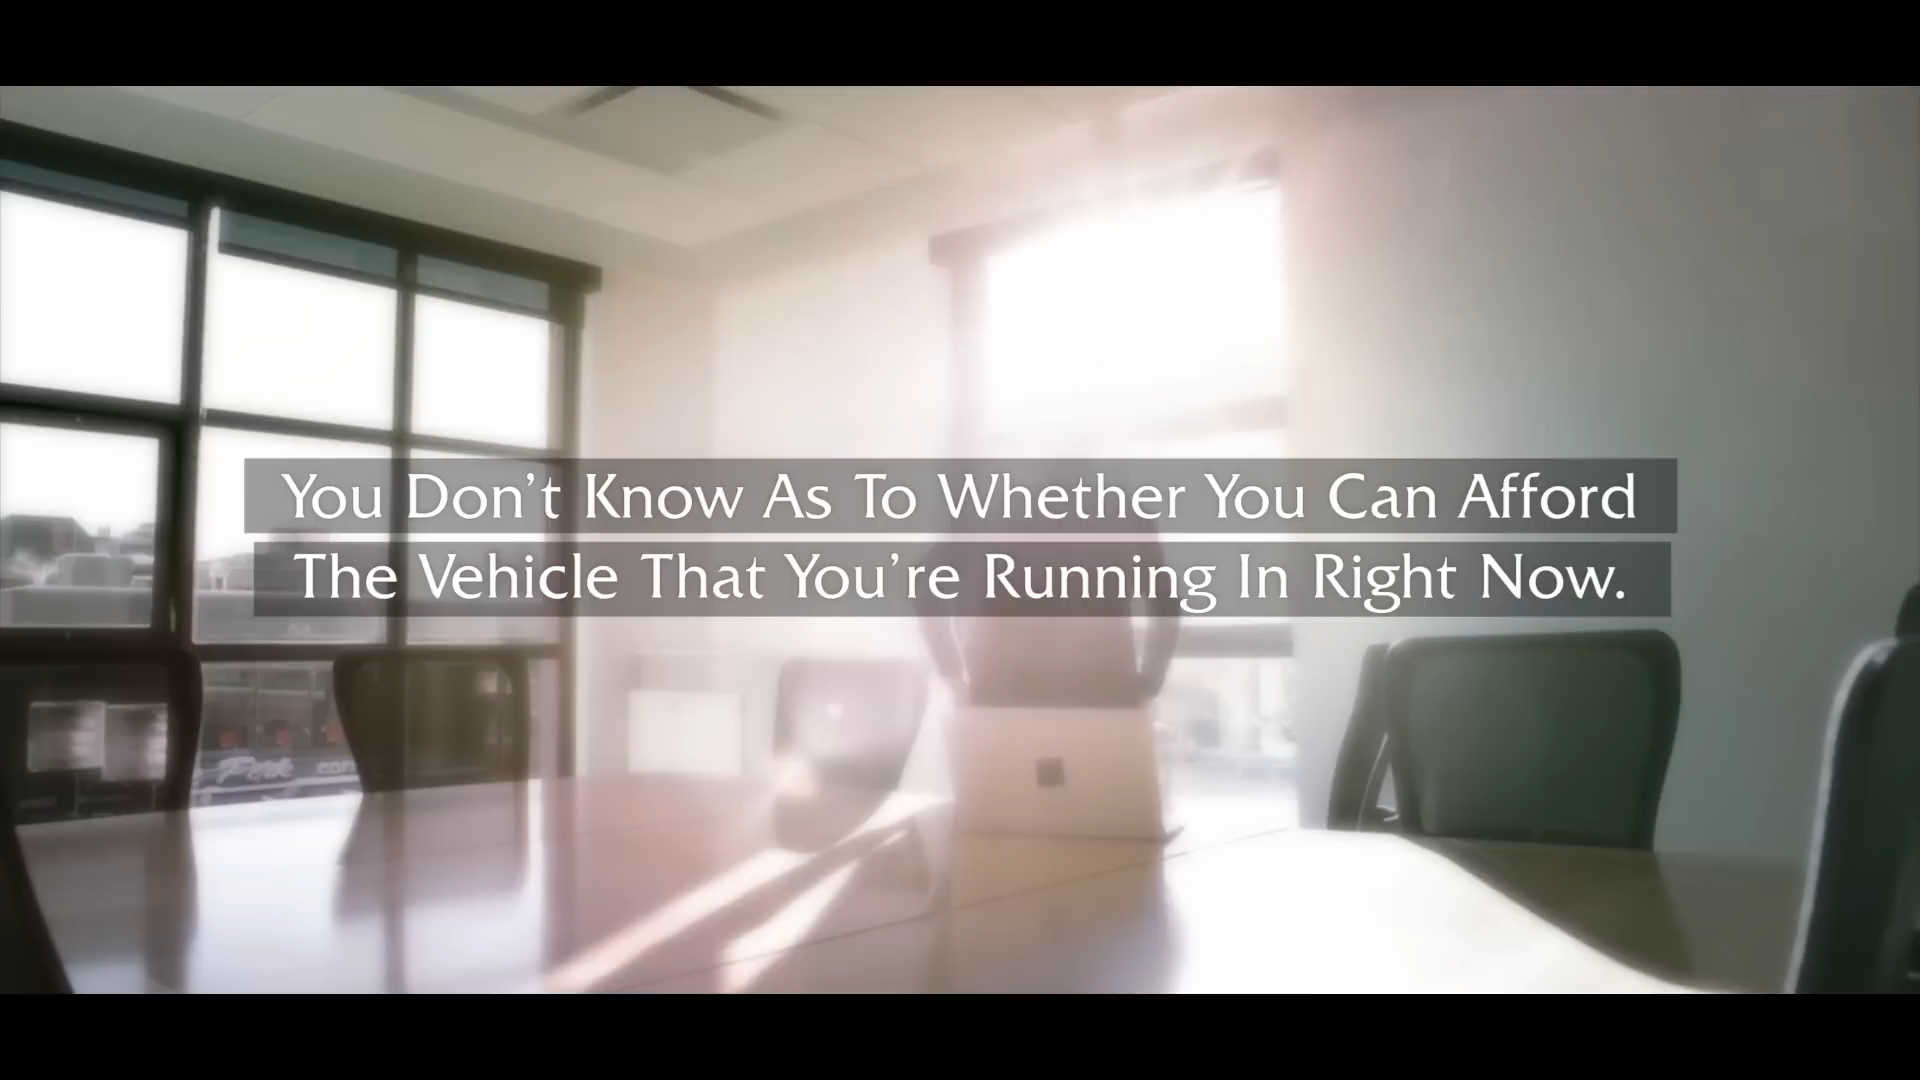 You Don't Know As To Whether You Can Afford
The Vehicle That You're Running In Right Now.